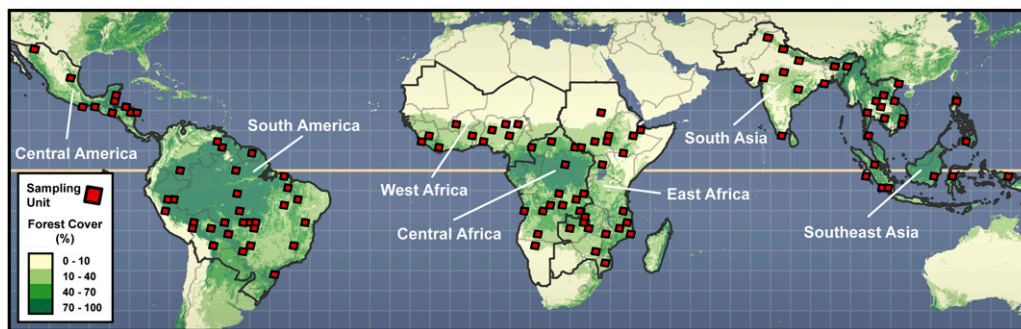 South America
Central America
West Africa
Central Africa
East Africa
South Asia
Southeast Asia
Sampling
Unit
Forest Cover
(%)
0 - 10
10 - 40
40 - 70
70 - 100